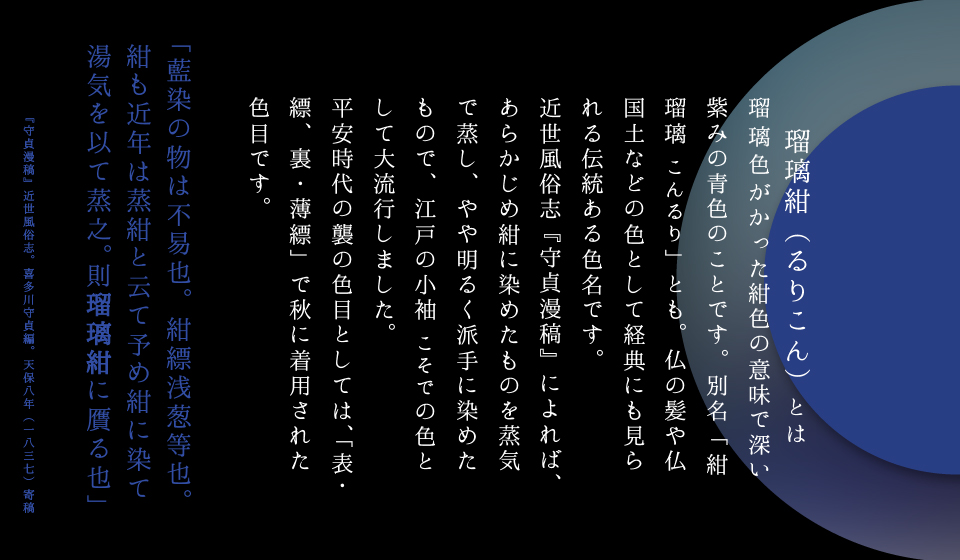 瑠璃紺（るりこん）とは
瑠璃色がかった紺色の意味で深い
紫みの青色のことです。別名「紺
瑠璃 こんるり」とも。仏の髪や仏
国土などの色として経典にも見ら
れる伝統ある色名です。
近世風俗志『守貞漫稿』によれば、
あらかじめ紺に染めたものを蒸気
で蒸し、やや明るく派手に染めた
もので、江戸の小袖 こそでの色と
して大流行しました。
平安時代の襲の色目としては、「表・
縹、裏・薄縹」で秋に着用された
色目です。
「藍染の物は不易也。紺縹浅葱等也。
紺も近年は蒸紺と云て予め紺に染て
湯気を以て蒸之。則瑠璃紺に贋る也」
『守貞漫稿』近世風俗志。喜多川守貞編。天保八年（一八三七）寄稿